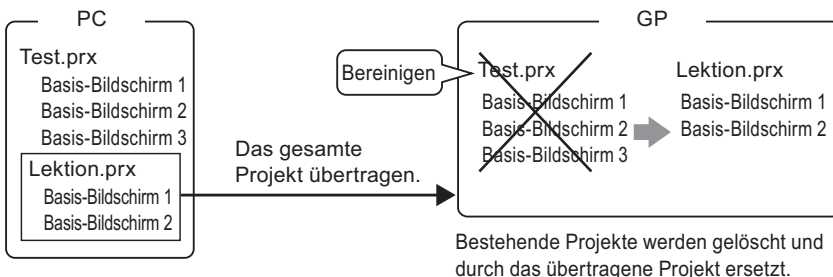 PC
Test.prx
Basis-Bildschirm 1
Basis-Bildschirm 2
Basis-Bildschirm 3
Lektion.prx
Basis-Bildschirm 1
Basis-Bildschirm 2
Das gesamte
Projekt übertragen.
GP
Bereinigen
Test.prx
Basis-Bildschirm 1
Basis-Bildschirm 2
Basis-Bildschirm 3
Lektion.prx
Basis-Bildschirm 1
Basis-Bildschirm 2
Bestehende Projekte werden gelöscht und
durch das übertragene Projekt ersetzt.